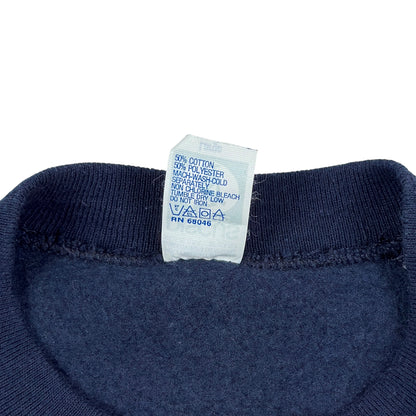 50% COTTON
50% POLYESTER
MACH-WASH-COLD
SEPARATELY
NON CHLORINE BLEACH
TUMBLE DRY LOW
DO NOT IRON
RN 68046